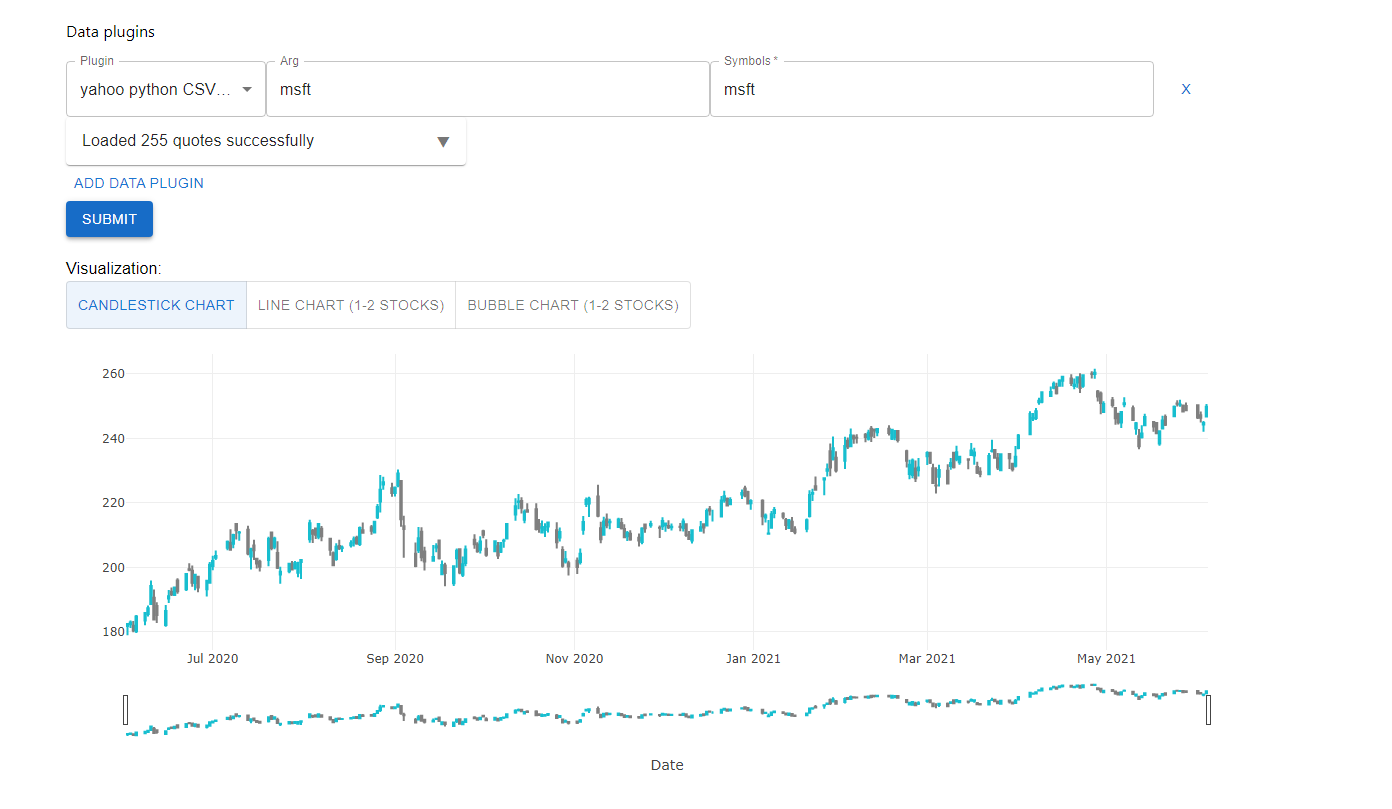 Data plugins
Plugin Arg Symbols *
yahoo python CSV... msft msft X
Loaded 255 quotes successfully
ADD DATA PLUGIN
SUBMIT
Visualization:
CANDLESTICK CHART LINE CHART (1-2 STOCKS) BUBBLE CHART (1-2 STOCKS)
260
240
220
200
180
Jul 2020 Sep 2020 Nov 2020 Jan 2021 Mar 2021 May 2021
Date